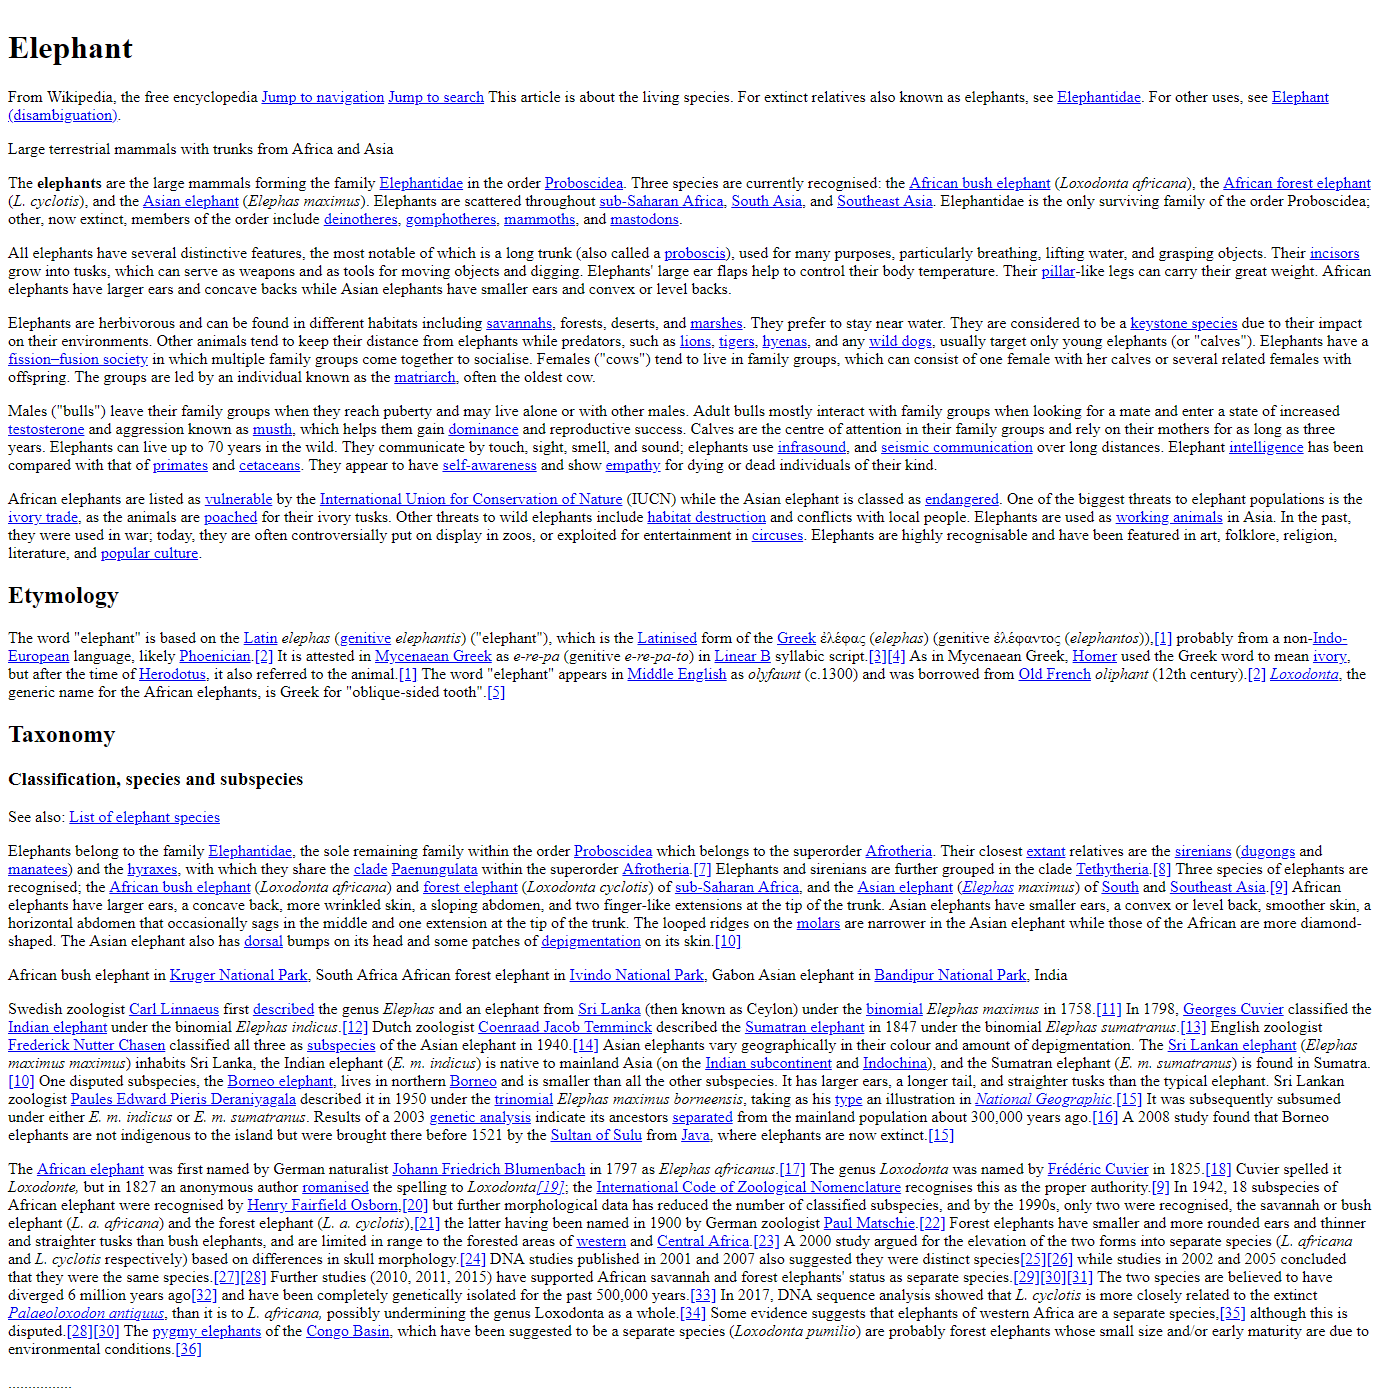 Elephant
From Wikipedia, the free encyclopedia Jump to navigation Jump to search This article is about the living species. For extinct relatives also known as elephants, see Elephantidae. For other uses, see Elephant
(disambiguation).
Large terrestrial mammals with trunks from Africa and Asia
The elephants are the large mammals forming the family Elephantidae in the order Proboscidea. Three species are currently recognised: the African bush elephant (Loxodonta africana), the African forest elephant
(L. cyclotis), and the Asian elephant (Elephas maximus). Elephants are scattered throughout sub-Saharan Africa, South Asia, and Southeast Asia. Elephantidae is the only surviving family of the order Proboscidea;
other, now extinct, members of the order include deinotheres, gomphotheres, mammoths, and mastodons.
All elephants have several distinctive features, the most notable of which is a long trunk (also called a proboscis), used for many purposes, particularly breathing, lifting water, and grasping objects. Their incisors
grow into tusks, which can serve as weapons and as tools for moving objects and digging. Elephants' large ear flaps help to control their body temperature. Their pillar-like legs can carry their great weight. African
elephants have larger ears and concave backs while Asian elephants have smaller ears and convex or level backs.
Elephants are herbivorous and can be found in different habitats including savannahs, forests, deserts, and marshes. They prefer to stay near water. They are considered to be a keystone species due to their impact
on their environments. Other animals tend to keep their distance from elephants while predators, such as lions, tigers, hyenas, and any wild dogs, usually target only young elephants (or "calves"). Elephants have a
fission–fusion society in which multiple family groups come together to socialise. Females ("cows") tend to live in family groups, which can consist of one female with her calves or several related females with
offspring. The groups are led by an individual known as the matriarch, often the oldest cow.
Males ("bulls") leave their family groups when they reach puberty and may live alone or with other males. Adult bulls mostly interact with family groups when looking for a mate and enter a state of increased
testosterone and aggression known as musth, which helps them gain dominance and reproductive success. Calves are the centre of attention in their family groups and rely on their mothers for as long as three
years. Elephants can live up to 70 years in the wild. They communicate by touch, sight, smell, and sound; elephants use infrasound, and seismic communication over long distances. Elephant intelligence has been
compared with that of primates and cetaceans. They appear to have self-awareness and show empathy for dying or dead individuals of their kind.
African elephants are listed as vulnerable by the International Union for Conservation of Nature (IUCN) while the Asian elephant is classed as endangered. One of the biggest threats to elephant populations is the
ivory trade, as the animals are poached for their ivory tusks. Other threats to wild elephants include habitat destruction and conflicts with local people. Elephants are used as working animals in Asia. In the past,
they were used in war; today, they are often controversially put on display in zoos, or exploited for entertainment in circuses. Elephants are highly recognisable and have been featured in art, folklore, religion,
literature, and popular culture.
Etymology
The word "elephant" is based on the Latin elephas (genitive elephantis) ("elephant"), which is the Latinised form of the Greek ἐλέφας (elephas) (genitive ἐλέφαντος (elephantos)),[1] probably from a non-Indo-
European language, likely Phoenician.[2] It is attested in Mycenaean Greek as e-re-pa (genitive e-re-pa-to) in Linear B syllabic script.[3][4] As in Mycenaean Greek, Homer used the Greek word to mean ivory,
but after the time of Herodotus, it also referred to the animal.[1] The word "elephant" appears in Middle English as olyfaunt (c.1300) and was borrowed from Old French oliphant (12th century).[2] Loxodonta, the
generic name for the African elephants, is Greek for "oblique-sided tooth".[5]
Taxonomy
Classification, species and subspecies
See also: List of elephant species
Elephants belong to the family Elephantidae, the sole remaining family within the order Proboscidea which belongs to the superorder Afrotheria. Their closest extant relatives are the sirenians (dugongs and
manatees) and the hyraxes, with which they share the clade Paenungulata within the superorder Afrotheria.[7] Elephants and sirenians are further grouped in the clade Tethytheria.[8] Three species of elephants are
recognised; the African bush elephant (Loxodonta africana) and forest elephant (Loxodonta cyclotis) of sub-Saharan Africa, and the Asian elephant (Elephas maximus) of South and Southeast Asia.[9] African
elephants have larger ears, a concave back, more wrinkled skin, a sloping abdomen, and two finger-like extensions at the tip of the trunk. Asian elephants have smaller ears, a convex or level back, smoother skin, a
horizontal abdomen that occasionally sags in the middle and one extension at the tip of the trunk. The looped ridges on the molars are narrower in the Asian elephant while those of the African are more diamond-
shaped. The Asian elephant also has dorsal bumps on its head and some patches of depigmentation on its skin.[10]
African bush elephant in Kruger National Park, South Africa African forest elephant in Ivindo National Park, Gabon Asian elephant in Bandipur National Park, India
Swedish zoologist Carl Linnaeus first described the genus Elephas and an elephant from Sri Lanka (then known as Ceylon) under the binomial Elephas maximus in 1758.[11] In 1798, Georges Cuvier classified the
Indian elephant under the binomial Elephas indicus.[12] Dutch zoologist Coenraad Jacob Temminck described the Sumatran elephant in 1847 under the binomial Elephas sumatranus.[13] English zoologist
Frederick Nutter Chasen classified all three as subspecies of the Asian elephant in 1940.[14] Asian elephants vary geographically in their colour and amount of depigmentation. The Sri Lankan elephant (Elephas
maximus maximus) inhabits Sri Lanka, the Indian elephant (E. m. indicus) is native to mainland Asia (on the Indian subcontinent and Indochina), and the Sumatran elephant (E. m. sumatranus) is found in Sumatra.
[10] One disputed subspecies, the Borneo elephant, lives in northern Borneo and is smaller than all the other subspecies. It has larger ears, a longer tail, and straighter tusks than the typical elephant. Sri Lankan
zoologist Paules Edward Pieris Deraniyagala described it in 1950 under the trinomial Elephas maximus borneensis, taking as his type an illustration in National Geographic.[15] It was subsequently subsumed
under either E. m. indicus or E. m. sumatranus. Results of a 2003 genetic analysis indicate its ancestors separated from the mainland population about 300,000 years ago.[16] A 2008 study found that Borneo
elephants are not indigenous to the island but were brought there before 1521 by the Sultan of Sulu from Java, where elephants are now extinct.[15]
The African elephant was first named by German naturalist Johann Friedrich Blumenbach in 1797 as Elephas africanus.[17] The genus Loxodonta was named by Frédéric Cuvier in 1825.[18] Cuvier spelled it
Loxodonte, but in 1827 an anonymous author romanised the spelling to Loxodonta[19]; the International Code of Zoological Nomenclature recognises this as the proper authority.[9] In 1942, 18 subspecies of
African elephant were recognised by Henry Fairfield Osborn,[20] but further morphological data has reduced the number of classified subspecies, and by the 1990s, only two were recognised, the savannah or bush
elephant (L. a. africana) and the forest elephant (L. a. cyclotis),[21] the latter having been named in 1900 by German zoologist Paul Matschie.[22] Forest elephants have smaller and more rounded ears and thinner
and straighter tusks than bush elephants, and are limited in range to the forested areas of western and Central Africa.[23] A 2000 study argued for the elevation of the two forms into separate species (L. africana
and L. cyclotis respectively) based on differences in skull morphology.[24] DNA studies published in 2001 and 2007 also suggested they were distinct species[25][26] while studies in 2002 and 2005 concluded
that they were the same species.[27][28] Further studies (2010, 2011, 2015) have supported African savannah and forest elephants' status as separate species.[29][30][31] The two species are believed to have
diverged 6 million years ago[32] and have been completely genetically isolated for the past 500,000 years.[33] In 2017, DNA sequence analysis showed that L. cyclotis is more closely related to the extinct
Palaeoloxodon antiquus, than it is to L. africana, possibly undermining the genus Loxodonta as a whole.[34] Some evidence suggests that elephants of western Africa are a separate species,[35] although this is
disputed.[28][30] The pygmy elephants of the Congo Basin, which have been suggested to be a separate species (Loxodonta pumilio) are probably forest elephants whose small size and/or early maturity are due to
environmental conditions.[36]
................